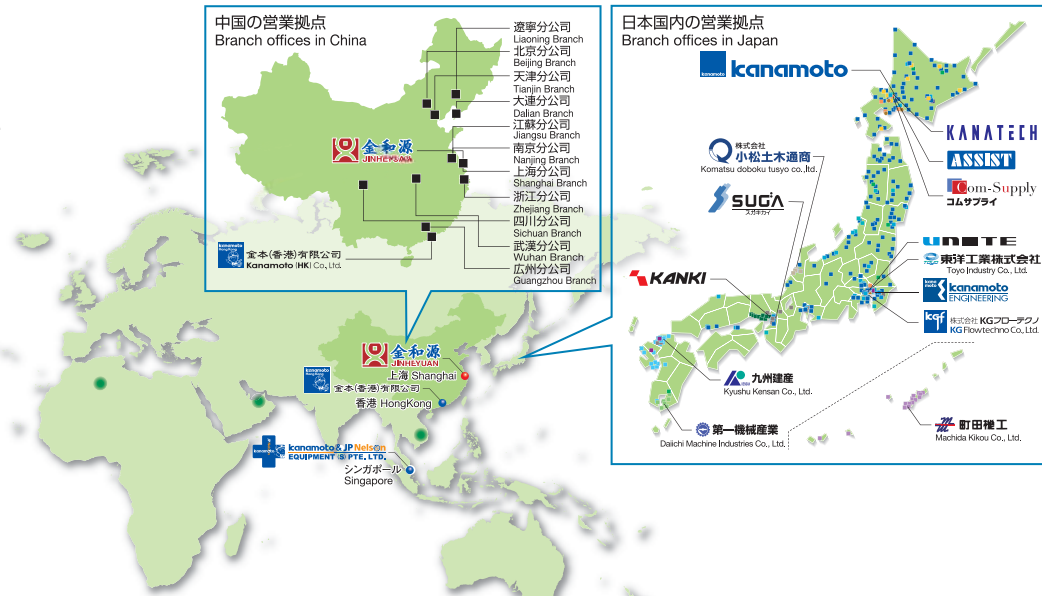 中国の営業拠点
Branch offices in China
遼寧分公司
Liaoning Branch
北京分公司
Beijing Branch
天津分公司
Tianjin Branch
大連分公司
Dalian Branch
江蘇分公司
Jiangsu Branch
南京分公司
Nanjing Branch
上海分公司
Shanghai Branch
浙江分公司
Zhejiang Branch
四川分公司
Sichuan Branch
武漢分公司
Wuhan Branch
広州分公司
Guangzhou Branch
金和源
JINHEYUAN
kanamoto
HongKong
金本(香港)有限公司
Kanamoto (HK) Co., Ltd.
金和源
JINHEYUAN
上海 Shanghai
金本(香港)有限公司
香港 HongKong
kanamoto
kanamoto & JP Nelson
EQUIPMENT (S) PTE. LTD.
シンガポール
Singapore
日本国内の営業拠点
Branch offices in Japan
kanamoto
kanamoto
KANATECH
ASSIST
Com-Supply
コムサプライ
株式会社
小松土木通商
Komatsu doboku tusyo co.,ltd.
SUGA
スガキカイ
KANKI
UNITE
東洋工業株式会社
Toyo Industry Co., Ltd.
kana
moto
kanamoto
ENGINEERING
kgf
株式会社 KGフローテクノ
KG Flowtechno Co., Ltd.
九州建産
Kyushu Kensan Co., Ltd.
第一機械産業
Daiichi Machine Industries Co., Ltd.
町田機工
Machida Kikou Co., Ltd.